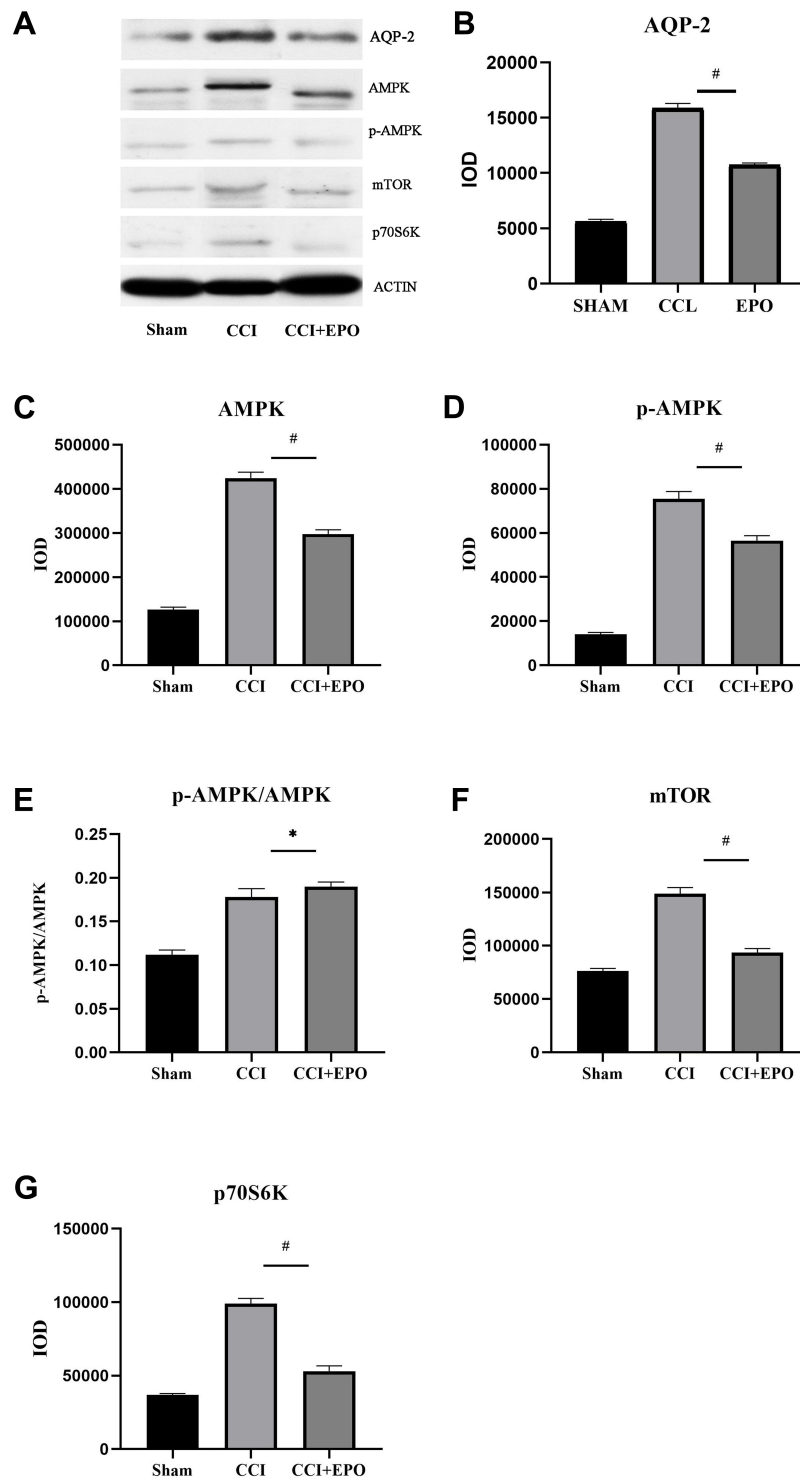 A
AQP-2
AMPK
p-AMPK
mTOR
p70S6K
ACTIN
Sham CCI CCI+EPO
B
AQP-2
#
IOD
20000
15000
10000
5000
0
SHAM CCL EPO
C
AMPK
#
IOD
500000
400000
300000
200000
100000
0
Sham CCI CCI+EPO
D
p-AMPK
#
IOD
100000
80000
60000
40000
20000
0
Sham CCI CCI+EPO
E
p-AMPK/AMPK
*
p-AMPK/AMPK
0.25
0.20
0.15
0.10
0.05
0.00
Sham CCI CCI+EPO
F
mTOR
#
IOD
200000
150000
100000
50000
0
Sham CCI CCI+EPO
G
p70S6K
#
IOD
150000
100000
50000
0
Sham CCI CCI+EPO